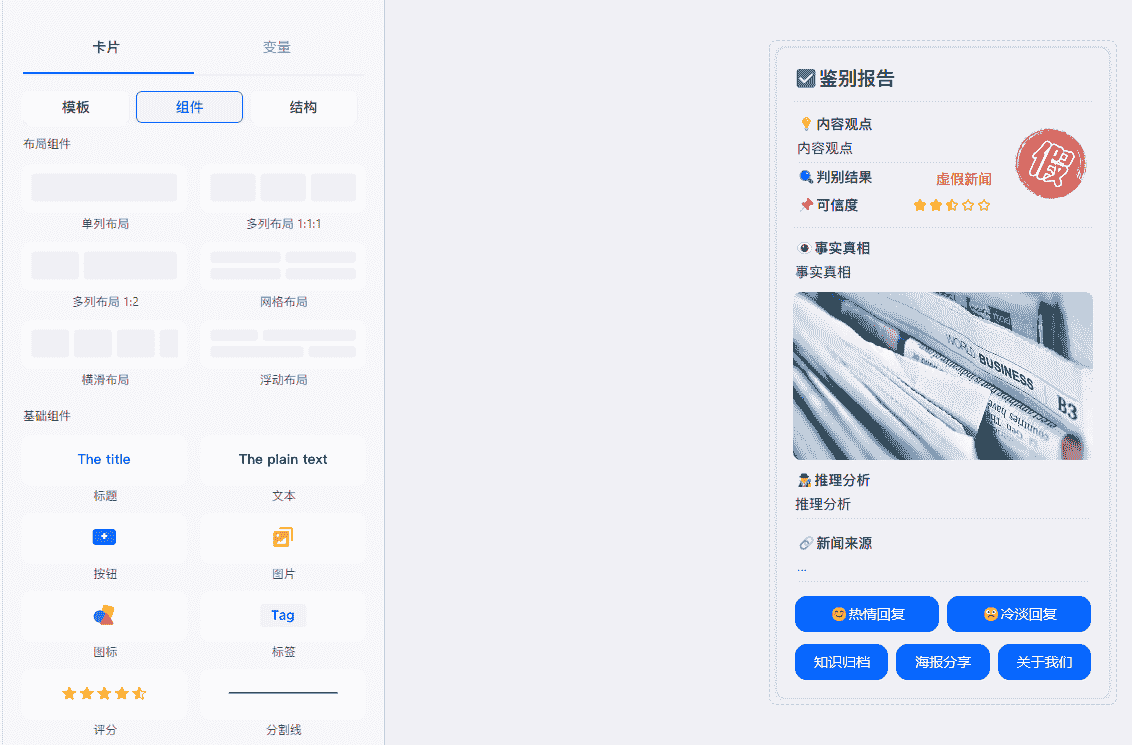 卡片
变量
模板
组件
结构
布局组件
单列布局
多列布局 1:1:1
多列布局 1:2
网格布局
横滑布局
浮动布局
基础组件
The title
The plain text
标题
文本
按钮
图片
Tag
图标
标签
评分
分割线
鉴别报告
内容观点
内容观点
假
判别结果
虚假新闻
可信度
事实真相
事实真相
WORLD BUSINESS
B3
countries have
推理分析
推理分析
新闻来源
...
热情回复
冷淡回复
知识归档
海报分享
关于我们